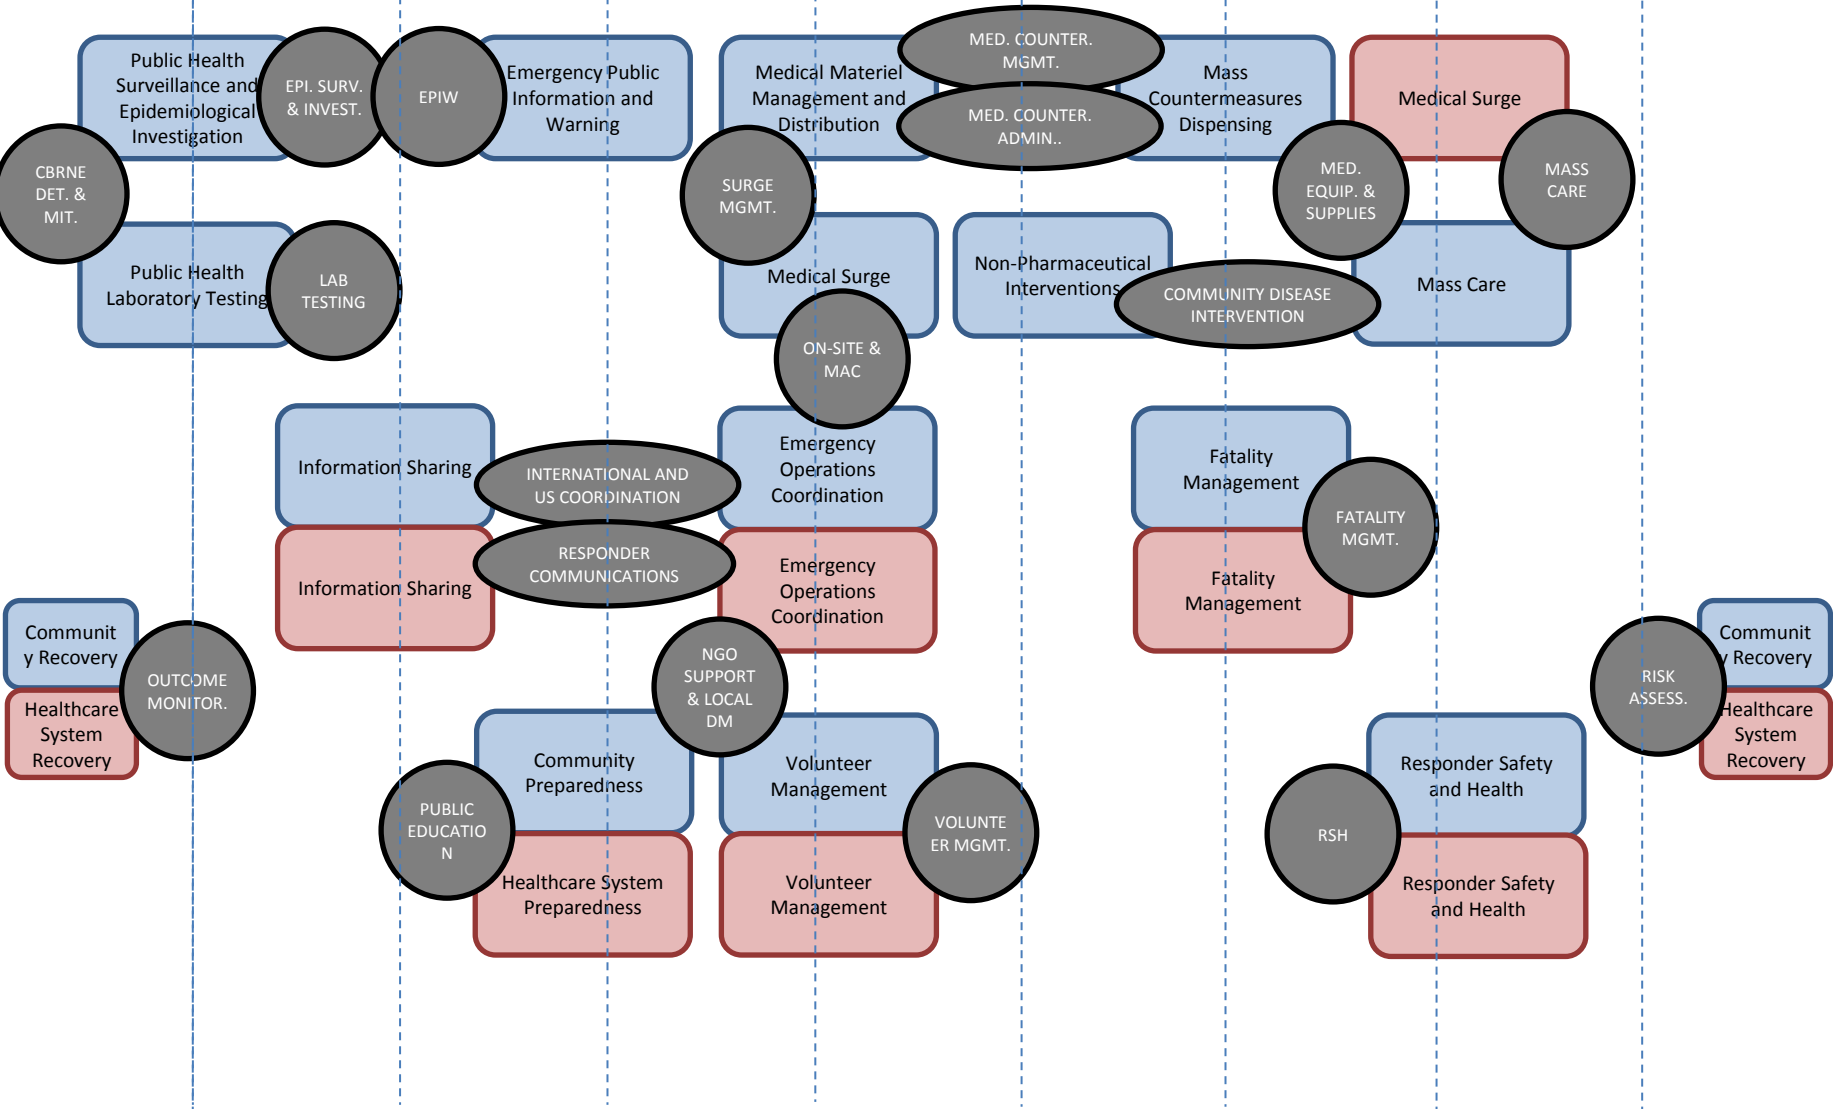 Public Health
Surveillance and
Epidemiological
Investigation
EPI. SURV.
& INVEST.
EPIW
Emergency Public
Information and
Warning
Medical Materiel
Management and
Distribution
MED. COUNTER.
MGMT.
MED. COUNTER.
ADMIN..
Mass
Countermeasures
Dispensing
Medical Surge
CBRNE
DET. &
MIT.
SURGE
MGMT.
MED.
EQUIP. &
SUPPLIES
MASS
CARE
Public Health
Laboratory Testing
LAB
TESTING
Medical Surge
Non-Pharmaceutical
Interventions
COMMUNITY DISEASE
INTERVENTION
Mass Care
ON-SITE &
MAC
Information Sharing
INTERNATIONAL AND
US COORDINATION
Emergency
Operations
Coordination
Fatality
Management
FATALITY
MGMT.
Information Sharing
RESPONDER
COMMUNICATIONS
Emergency
Operations
Coordination
Fatality
Management
Communit
y Recovery
OUTCOME
MONITOR.
Healthcare
System
Recovery
NGO
SUPPORT
& LOCAL
DM
RISK
ASSESS.
Communit
y Recovery
Healthcare
System
Recovery
Community
Preparedness
Volunteer
Management
Responder Safety
and Health
PUBLIC
EDUCATIO
N
VOLUNTE
ER MGMT.
RSH
Healthcare System
Preparedness
Volunteer
Management
Responder Safety
and Health